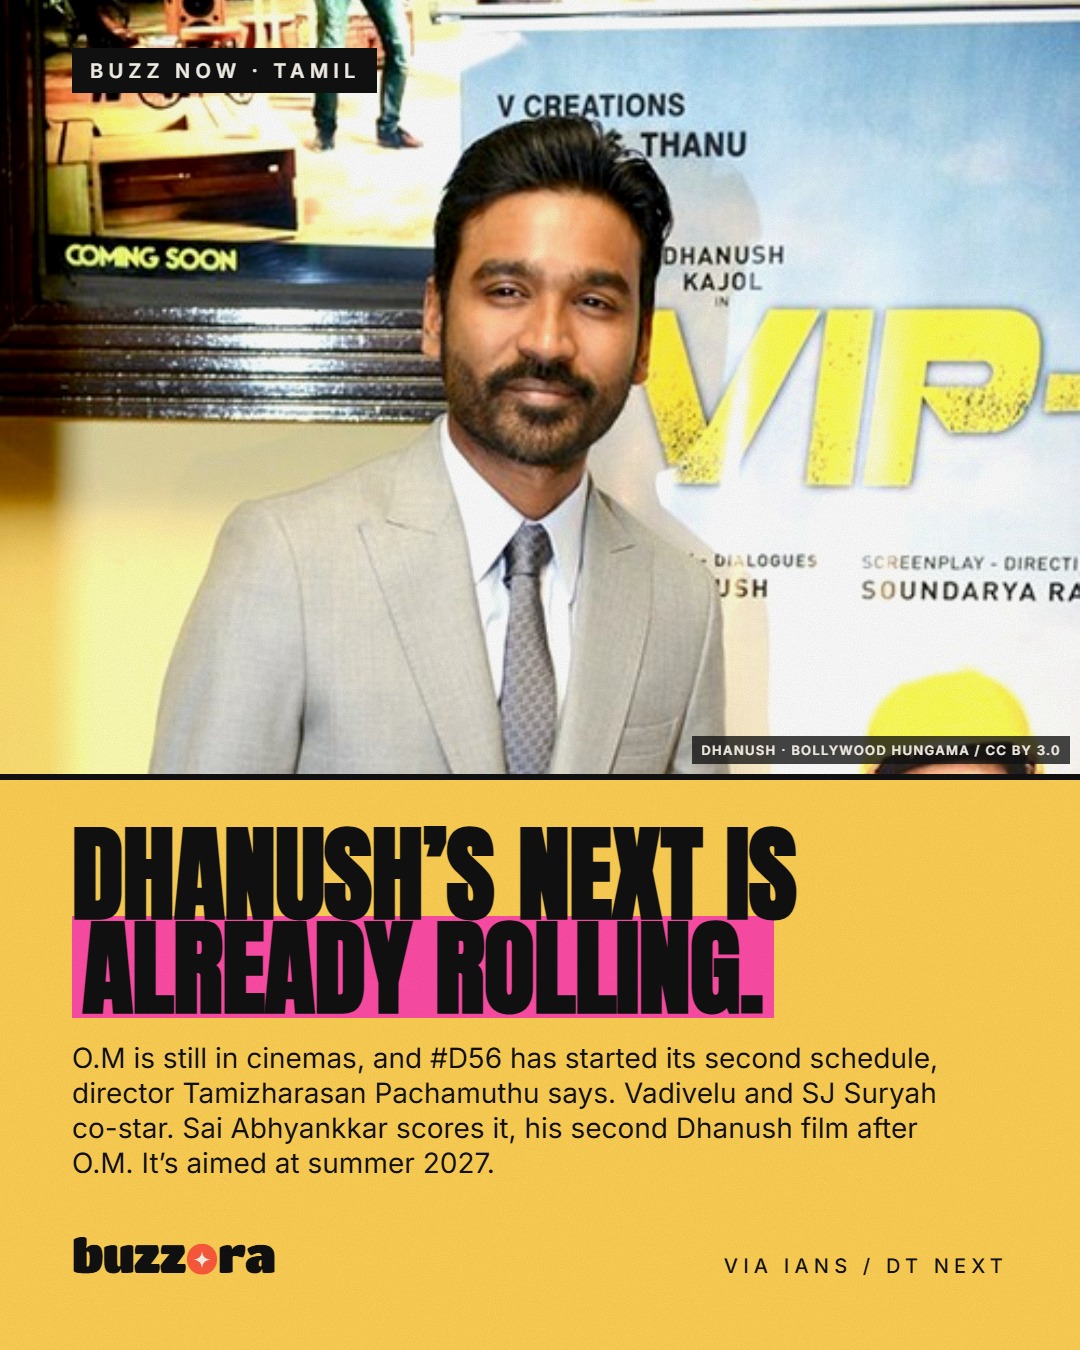 BUZZ NOW · TAMIL
V CREATIONS
THANU
COMING SOON
DHANUSH
KAJOL
IN
VIP-
- DIALOGUES
USH
SCREENPLAY - DIRECTI
SOUNDARYA RA
DHANUSH · BOLLYWOOD HUNGAMA / CC BY 3.0
DHANUSH’S NEXT IS
ALREADY ROLLING.
O.M is still in cinemas, and #D56 has started its second schedule,
director Tamizharasan Pachamuthu says. Vadivelu and SJ Suryah
co-star. Sai Abhyankkar scores it, his second Dhanush film after
O.M. It’s aimed at summer 2027.
buzzora
VIA IANS / DT NEXT